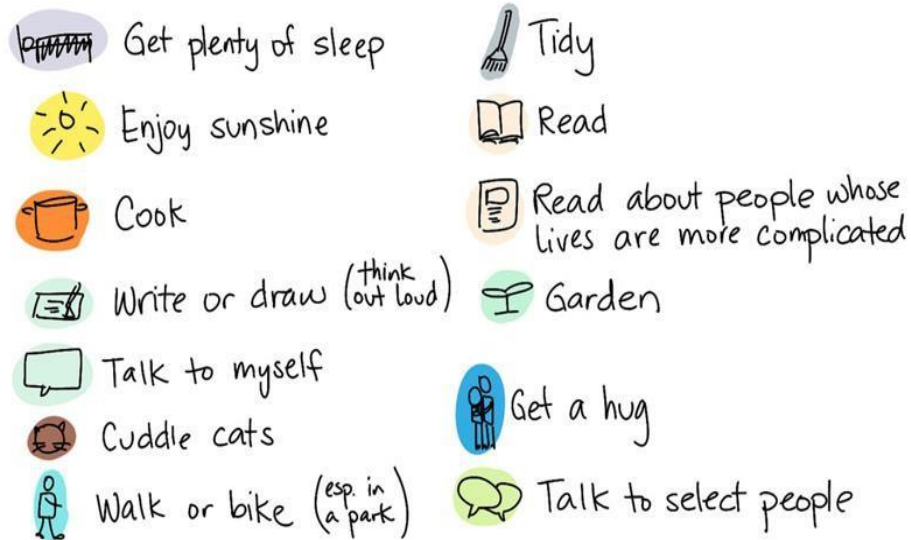 Get plenty of sleep
Enjoy sunshine
Cook
Write or draw (think out loud)
Talk to myself
Cuddle cats
Walk or bike (esp. in a park)
Tidy
Read
Read about people whose
lives are more complicated
Garden
Get a hug
Talk to select people